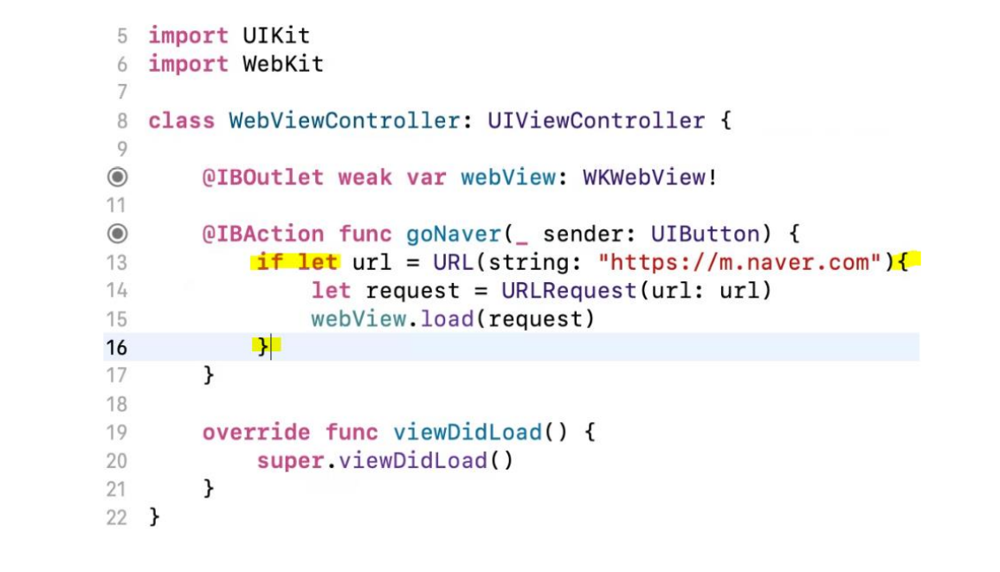 5 import UIKit
6 import WebKit
7
8 class WebViewController: UIViewController {
9
@IBOutlet weak var webView: WKWebView!
11
@IBAction func goNaver(_ sender: UIButton) {
13 if let url = URL(string: "https://m.naver.com"){
14 let request = URLRequest(url: url)
15 webView.load(request)
16 }
17 }
18
19 override func viewDidLoad() {
20 super.viewDidLoad()
21 }
22 }